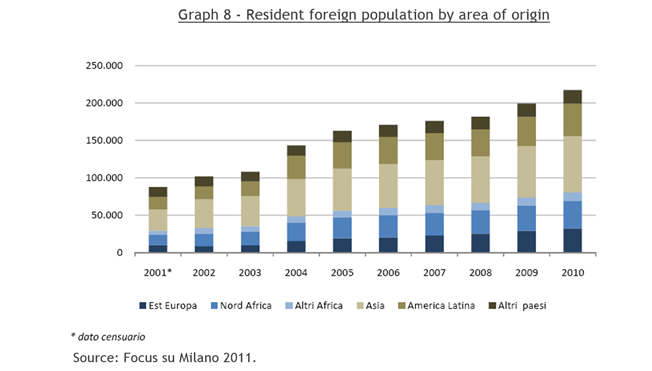 Graph 8 - Resident foreign population by area of origin
250.000
200.000
150.000
100.000
50.000
0
2001* 2002 2003 2004 2005 2006 2007 2008 2009 2010
Est Europa Nord Africa Altri Africa Asia America Latina Altri paesi
* dato censuario
Source: Focus su Milano 2011.